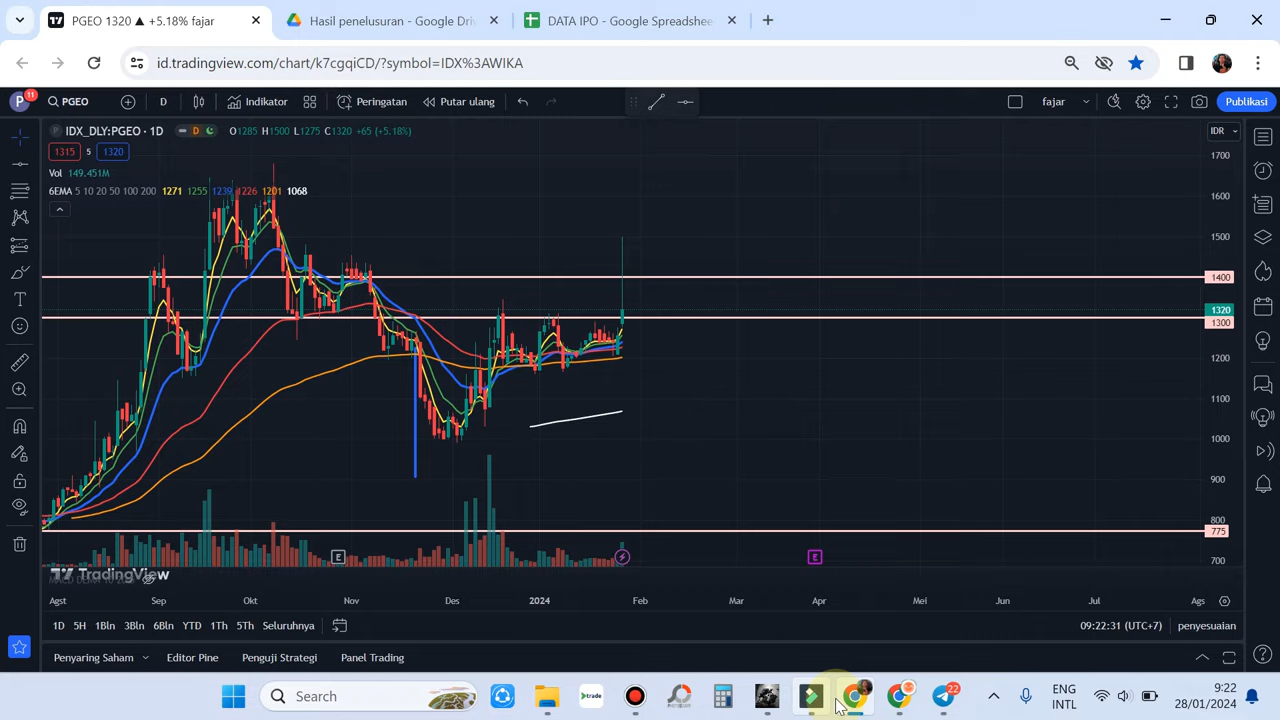 PGEO 1320 ▲ +5.18% fajar
Hasil penelusuran - Google Driv
DATA IPO - Google Spreadshee
id.tradingview.com/chart/k7cgqiCD/?symbol=IDX%3AWIKA
P 11 PGEO D Indikator Peringatan Putar ulang fajar Publikasi
P IDX_DLY:PGEO · 1D D O1285 H1500 L1275 C1320 +65 (+5.18%) IDR
1315 5 1320
Vol 149.451M
6EMA 5 10 20 50 100 200 1271 1255 1239 1226 1201 1068
1700
1600
1500
1400
1320
1300
1200
1100
1000
900
800
775
700
E E
TradingView
Agst Sep Okt Nov Des 2024 Feb Mar Apr Mei Jun Jul Ags
1D 5H 1Bln 3Bln 6Bln YTD 1Th 5Th Seluruhnya 09:22:31 (UTC+7) penyesuaian
Penyaring Saham Editor Pine Penguji Strategi Panel Trading
Search trade 22 ENG INTL 9:22 28/01/2024